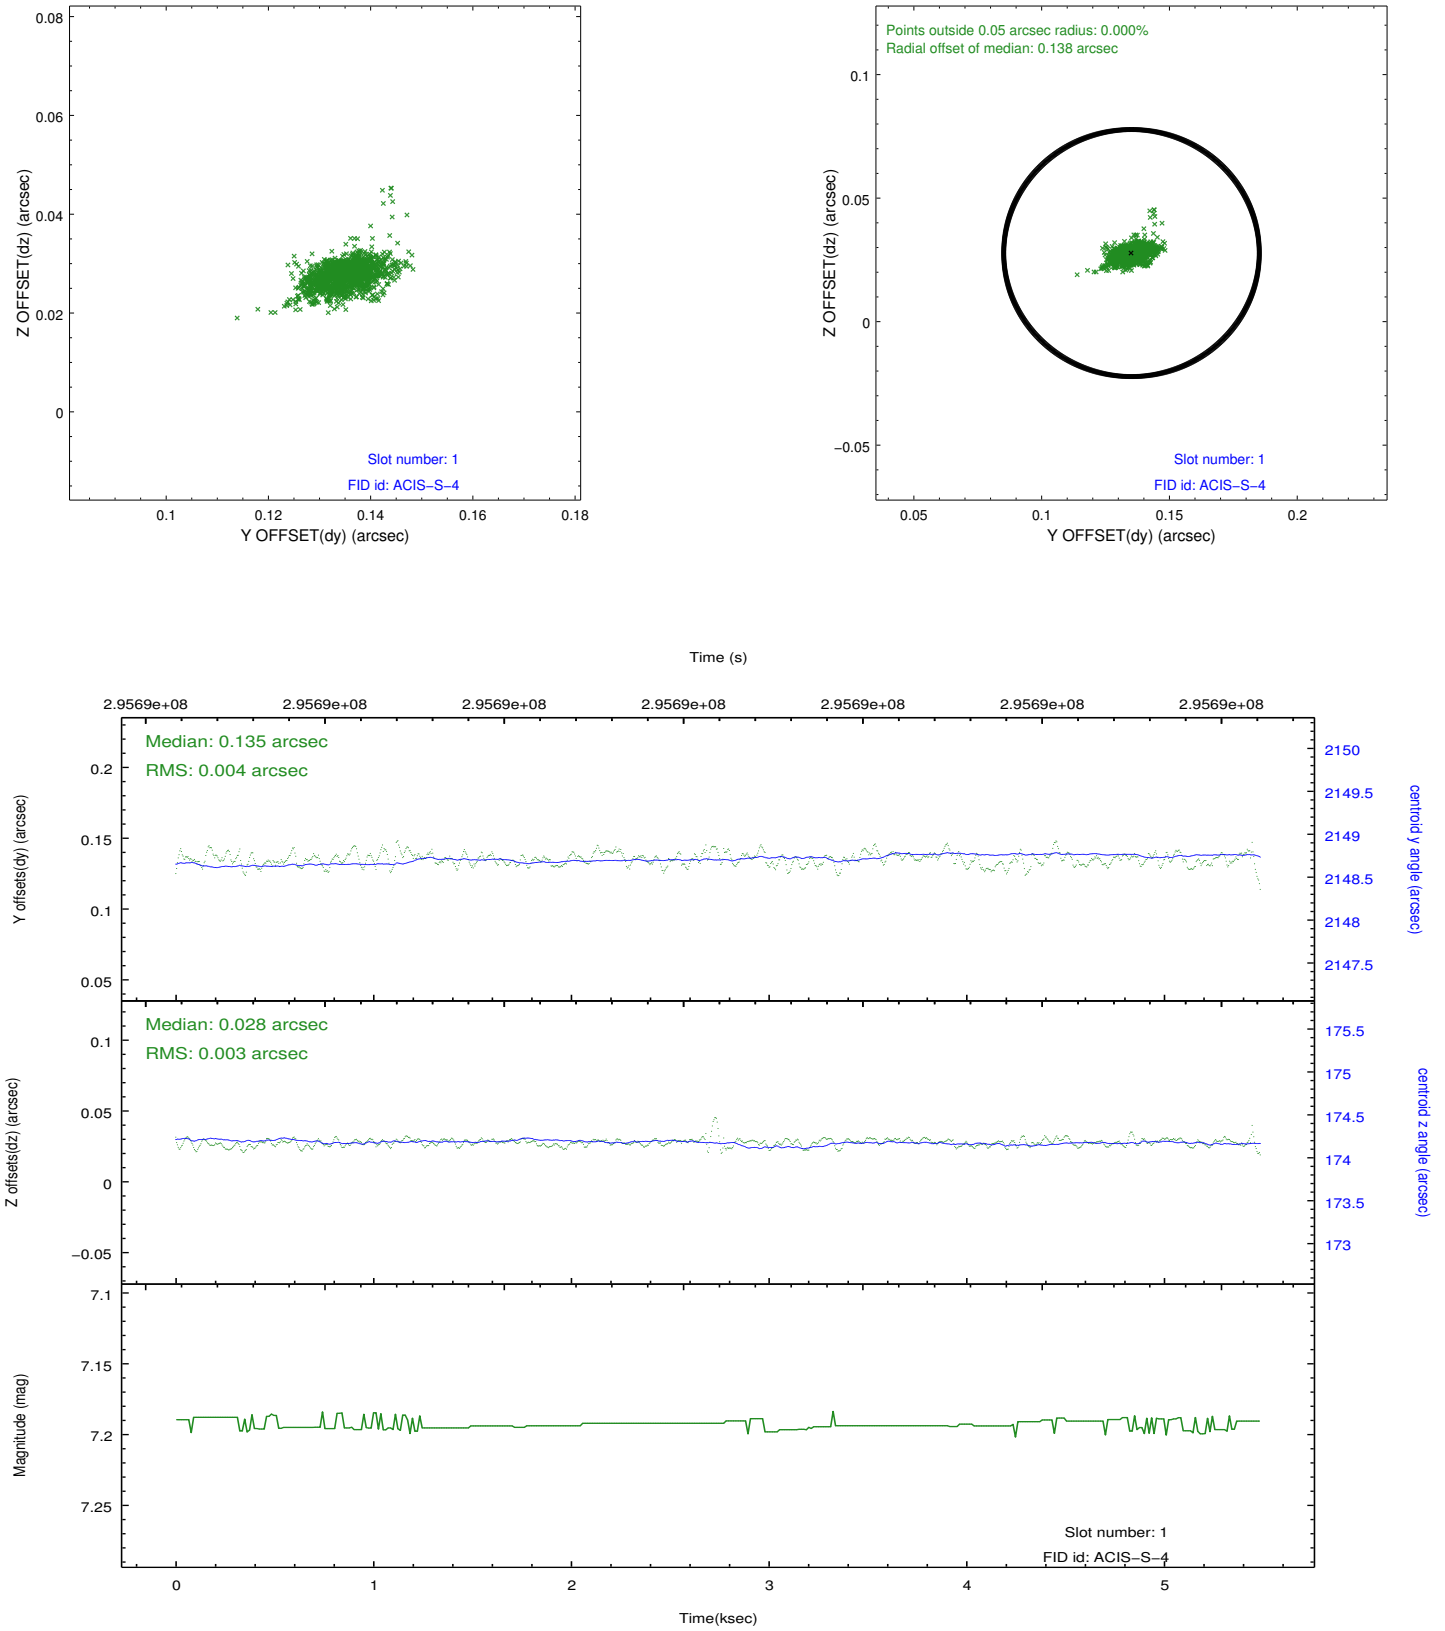 0.08
0.06
0.04
0.02
0
Z OFFSET(dz) (arcsec)
0.1 0.12 0.14 0.16 0.18
Y OFFSET(dy) (arcsec)
Slot number: 1
FID id: ACIS−S−4
Points outside 0.05 arcsec radius: 0.000%
Radial offset of median: 0.138 arcsec
0.1
0.05
0
−0.05
Z OFFSET(dz) (arcsec)
0.05 0.1 0.15 0.2
Y OFFSET(dy) (arcsec)
Slot number: 1
FID id: ACIS−S−4
Time (s)
2.9569e+08 2.9569e+08 2.9569e+08 2.9569e+08 2.9569e+08 2.9569e+08 2.9569e+08
Median: 0.135 arcsec
RMS: 0.004 arcsec
0.2
0.15
0.1
0.05
Y offsets(dy) (arcsec)
2150
2149.5
2149
2148.5
2148
2147.5
centroid y angle (arcsec)
Median: 0.028 arcsec
RMS: 0.003 arcsec
0.1
0.05
0
−0.05
Z offsets(dz) (arcsec)
175.5
175
174.5
174
173.5
173
centroid z angle (arcsec)
7.1
7.15
7.2
7.25
Magnitude (mag)
Slot number: 1
FID id: ACIS−S−4
0 1 2 3 4 5
Time(ksec)